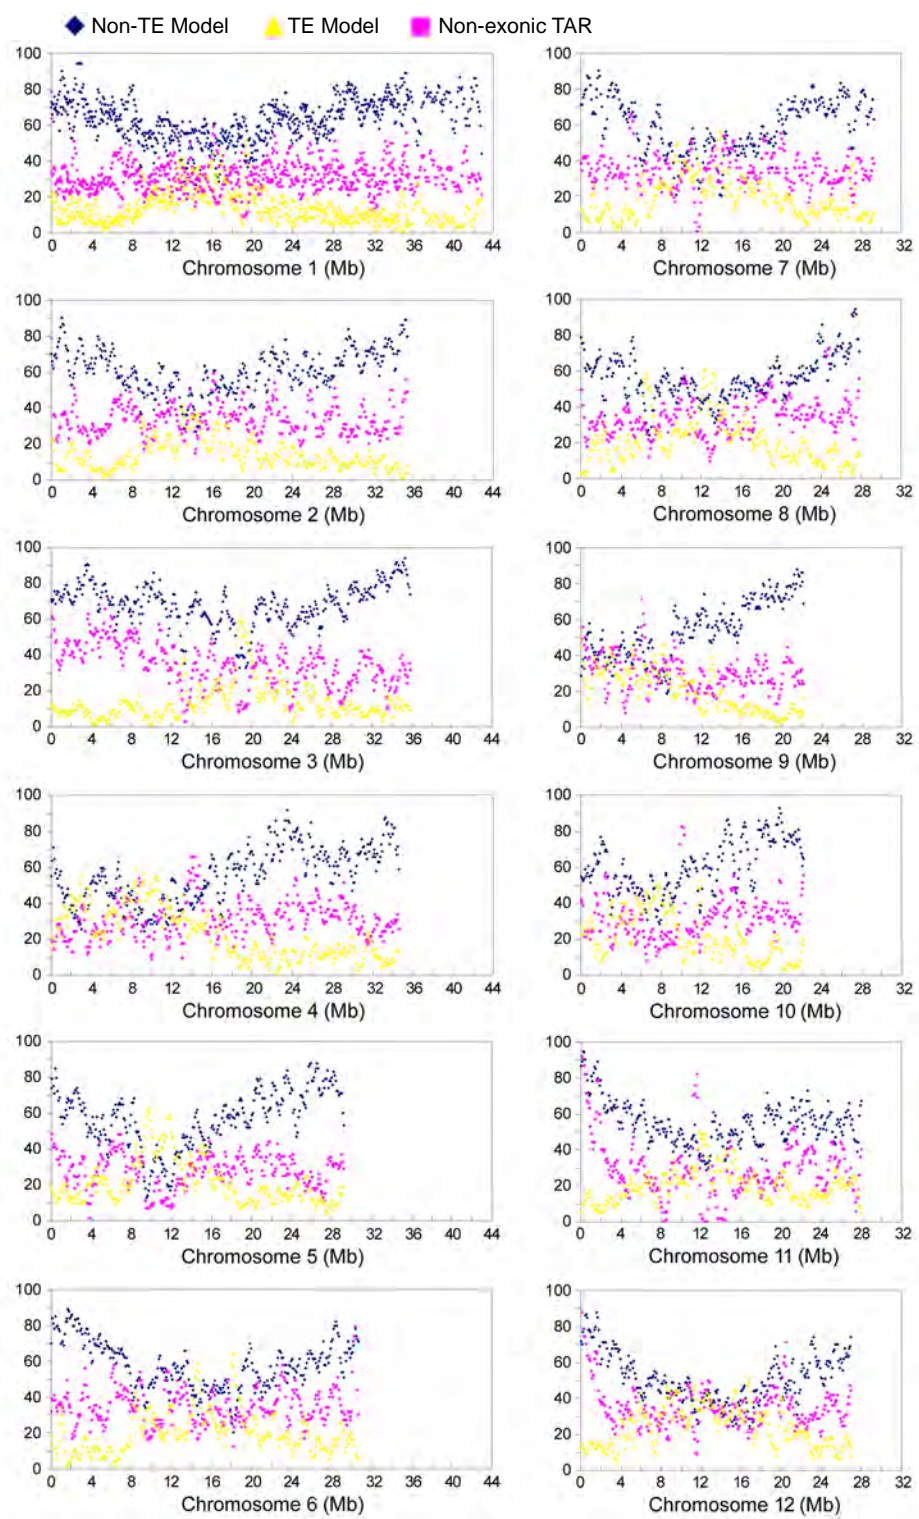 Non-TE Model TE Model Non-exonic TAR
100
80
60
40
20
0
0 4 8 12 16 20 24 28 32 36 40 44
Chromosome 1 (Mb)
100
80
60
40
20
0
0 4 8 12 16 20 24 28 32
Chromosome 7 (Mb)
100
80
60
40
20
0
0 4 8 12 16 20 24 28 32 36 40 44
Chromosome 2 (Mb)
100
80
60
40
20
0
0 4 8 12 16 20 24 28 32
Chromosome 8 (Mb)
100
80
60
40
20
0
0 4 8 12 16 20 24 28 32 36 40 44
Chromosome 3 (Mb)
100
80
60
40
20
0
0 4 8 12 16 20 24 28 32
Chromosome 9 (Mb)
100
80
60
40
20
0
0 4 8 12 16 20 24 28 32 36 40 44
Chromosome 4 (Mb)
100
80
60
40
20
0
0 4 8 12 16 20 24 28 32
Chromosome 10 (Mb)
100
80
60
40
20
0
0 4 8 12 16 20 24 28 32 36 40 44
Chromosome 5 (Mb)
100
80
60
40
20
0
0 4 8 12 16 20 24 28 32
Chromosome 11 (Mb)
100
80
60
40
20
0
0 4 8 12 16 20 24 28 32 36 40 44
Chromosome 6 (Mb)
100
80
60
40
20
0
0 4 8 12 16 20 24 28 32
Chromosome 12 (Mb)